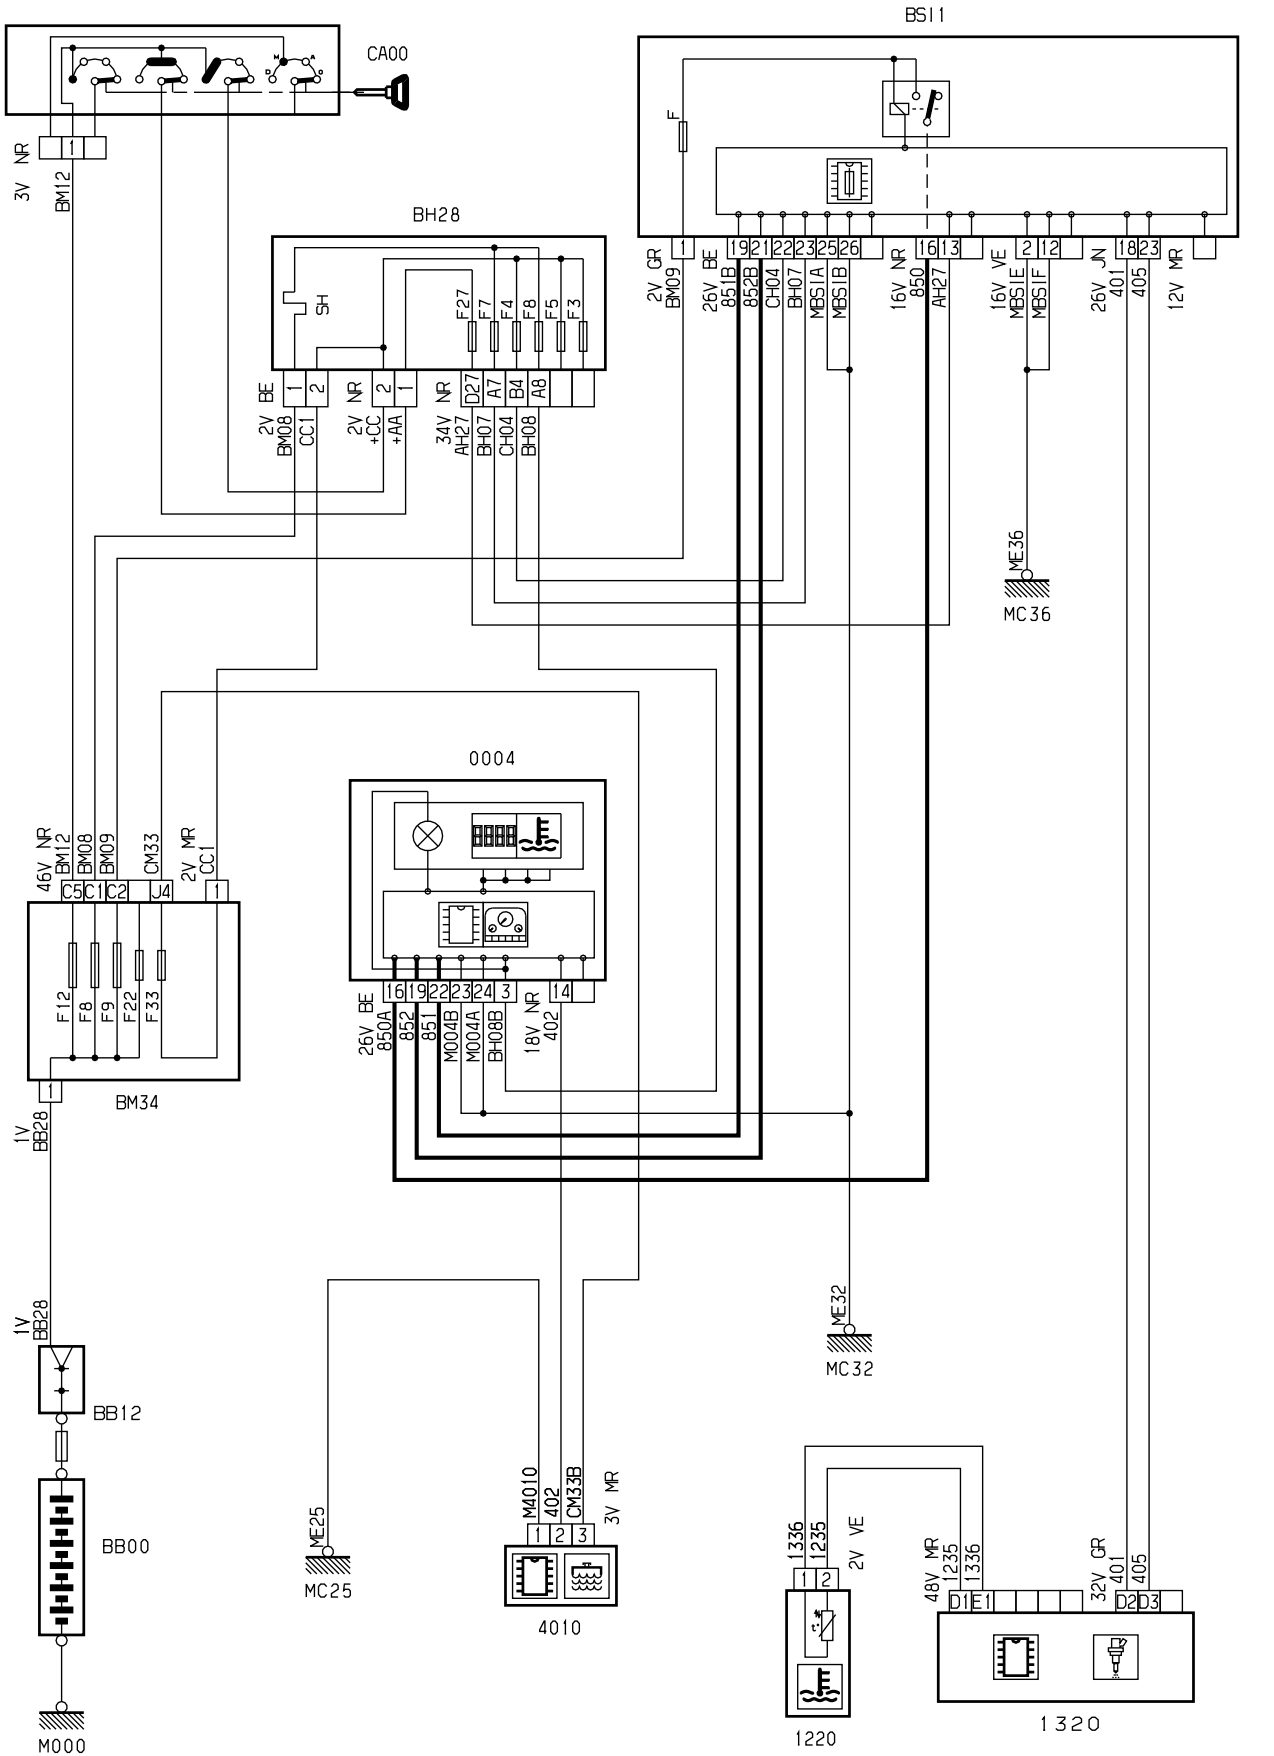 BSI1
CA00
M
A
D
O
3V NR
1
BM12
F
1
19
21
22
23
25
26
16
13
2
12
18
23
2V GR
BM09
26V BE
851B
852B
CH04
BH07
MBSIA
MBSIB
16V NR
850
AH27
16V VE
MBSIE
MBSIF
26V JN
401
405
12V MR
BH28
SH
F27
F7
F4
F8
F5
F3
1
2
2
1
D27
A7
B4
A8
2V BE
BM08
CC1
2V NR
+CC
+AA
34V NR
AH27
BH07
CH04
BH08
ME36
MC36
0004
16
19
22
23
24
3
14
26V BE
850A
852
851
M004B
M004A
BH08B
18V NR
402
46V NR
BM12
BM08
BM09
CM33
2V MR
CC1
C5
C1
C2
J4
1
F12
F8
F9
F22
F33
1
BM34
1V
BB28
1V
BB28
BB12
BB00
M000
ME32
MC32
ME25
MC25
M4010
402
CM33B
3V MR
1
2
3
4010
1336
1235
2V VE
1
2
t°
1220
48V MR
1235
1336
32V GR
401
405
D1
E1
D2
D3
1320